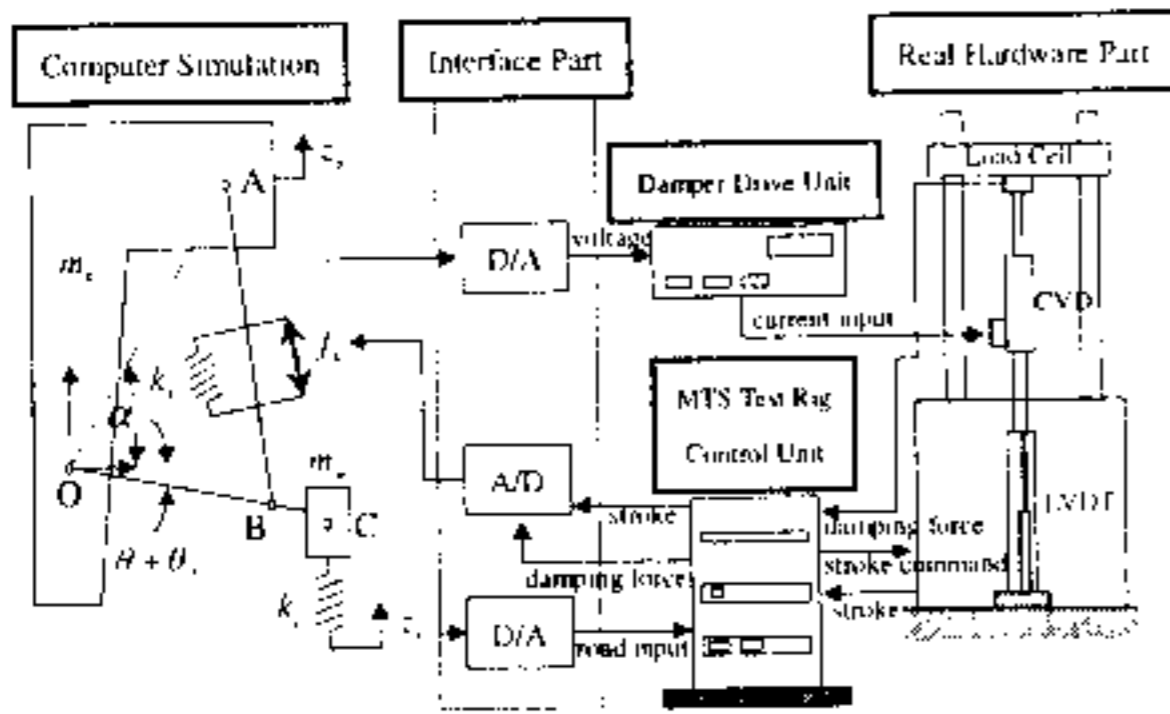 Computer Simulation
Interface Part
Real Hardware Part
Load Cell
Damper Drive Unit
A
D/A
voltage
m
CVD
current input
k
MTS Test Rig
Control Unit
α
m
A/D
O
B
C
stroke
damping force
LVDT
damping force
stroke command
θ + θ
stroke
k
D/A
road input